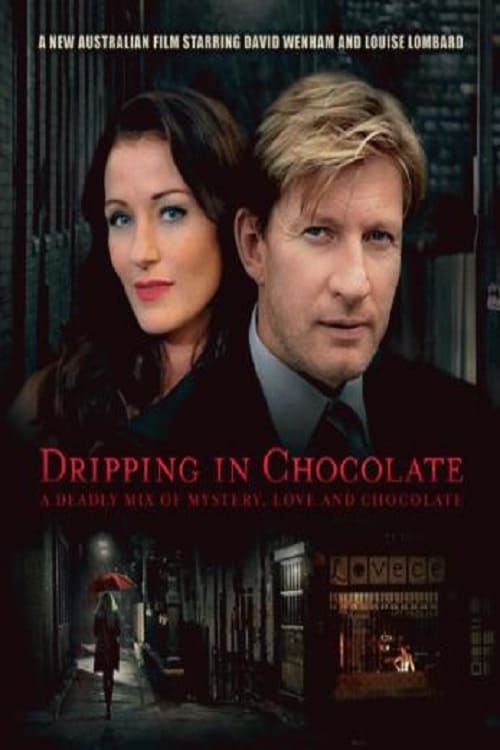 A NEW AUSTRALIAN FILM STARRING DAVID WENHAM AND LOUISE LOMBARD
DRIPPING IN CHOCOLATE
A DEADLY MIX OF MYSTERY, LOVE AND CHOCOLATE
Lovece